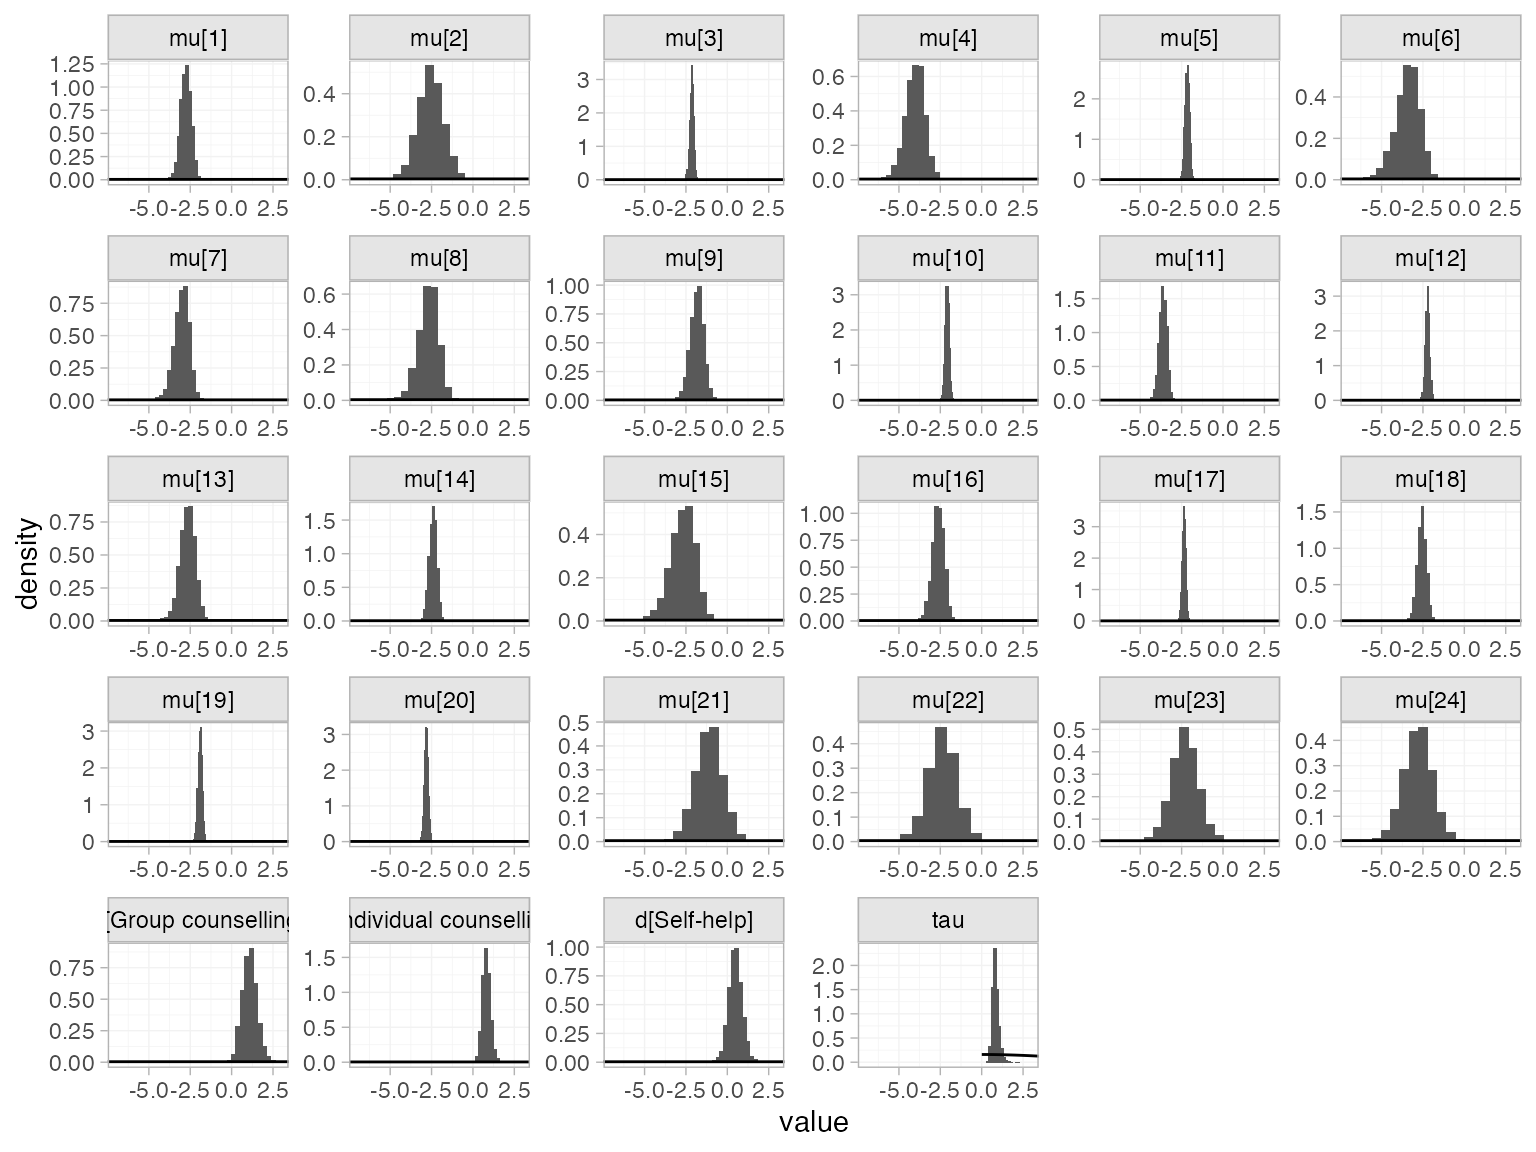 mu[1] mu[2] mu[3] mu[4] mu[5] mu[6]
1.25 1.00 0.75 0.50 0.25 0.00
0.4 0.2 0.0
3 2 1 0
0.6 0.4 0.2 0.0
2 1 0
0.4 0.2 0.0
-5.0 -2.5 0.0 2.5 -5.0 -2.5 0.0 2.5 -5.0 -2.5 0.0 2.5 -5.0 -2.5 0.0 2.5 -5.0 -2.5 0.0 2.5 -5.0 -2.5 0.0 2.5
mu[7] mu[8] mu[9] mu[10] mu[11] mu[12]
0.75 0.50 0.25 0.00
0.6 0.4 0.2 0.0
1.00 0.75 0.50 0.25 0.00
3 2 1 0
1.5 1.0 0.5 0.0
3 2 1 0
-5.0 -2.5 0.0 2.5 -5.0 -2.5 0.0 2.5 -5.0 -2.5 0.0 2.5 -5.0 -2.5 0.0 2.5 -5.0 -2.5 0.0 2.5 -5.0 -2.5 0.0 2.5
mu[13] mu[14] mu[15] mu[16] mu[17] mu[18]
0.75 0.50 0.25 0.00
1.5 1.0 0.5 0.0
0.4 0.2 0.0
1.00 0.75 0.50 0.25 0.00
3 2 1 0
1.5 1.0 0.5 0.0
-5.0 -2.5 0.0 2.5 -5.0 -2.5 0.0 2.5 -5.0 -2.5 0.0 2.5 -5.0 -2.5 0.0 2.5 -5.0 -2.5 0.0 2.5 -5.0 -2.5 0.0 2.5
density
mu[19] mu[20] mu[21] mu[22] mu[23] mu[24]
3 2 1 0
3 2 1 0
0.5 0.4 0.3 0.2 0.1 0.0
0.4 0.3 0.2 0.1 0.0
0.5 0.4 0.3 0.2 0.1 0.0
0.4 0.3 0.2 0.1 0.0
-5.0 -2.5 0.0 2.5 -5.0 -2.5 0.0 2.5 -5.0 -2.5 0.0 2.5 -5.0 -2.5 0.0 2.5 -5.0 -2.5 0.0 2.5 -5.0 -2.5 0.0 2.5
[Group counselling ndividual counselli d[Self-help] tau
0.75 0.50 0.25 0.00
1.5 1.0 0.5 0.0
1.00 0.75 0.50 0.25 0.00
2.0 1.5 1.0 0.5 0.0
-5.0 -2.5 0.0 2.5 -5.0 -2.5 0.0 2.5 -5.0 -2.5 0.0 2.5 -5.0 -2.5 0.0 2.5
value